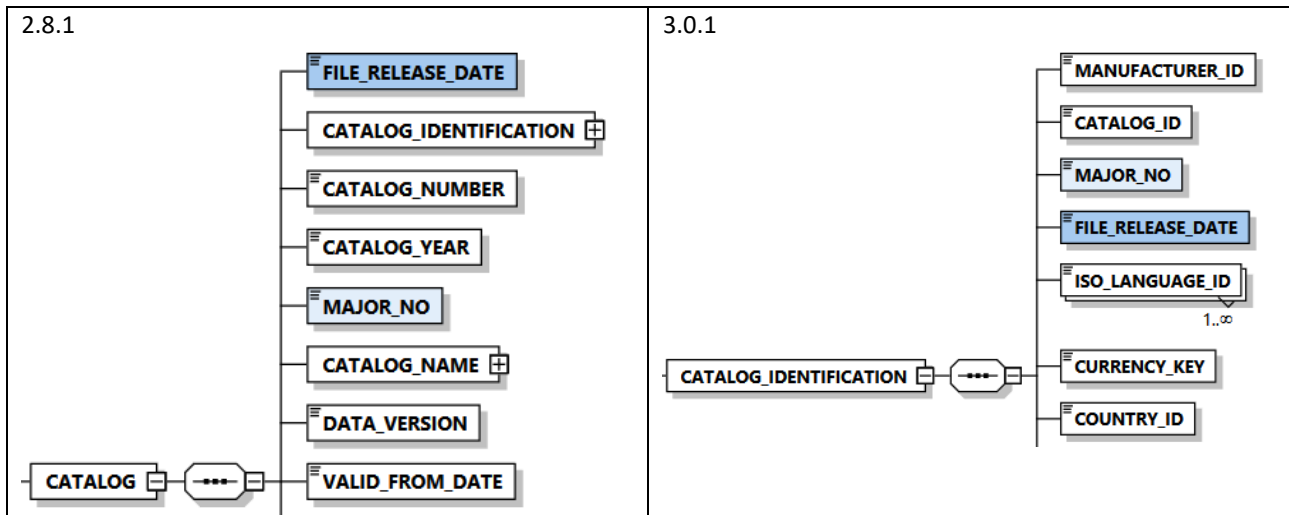 2.8.1
FILE_RELEASE_DATE
CATALOG_IDENTIFICATION
CATALOG_NUMBER
CATALOG_YEAR
MAJOR_NO
CATALOG_NAME
DATA_VERSION
CATALOG
VALID_FROM_DATE
3.0.1
MANUFACTURER_ID
CATALOG_ID
MAJOR_NO
FILE_RELEASE_DATE
ISO_LANGUAGE_ID
1..∞
CATALOG_IDENTIFICATION
CURRENCY_KEY
COUNTRY_ID